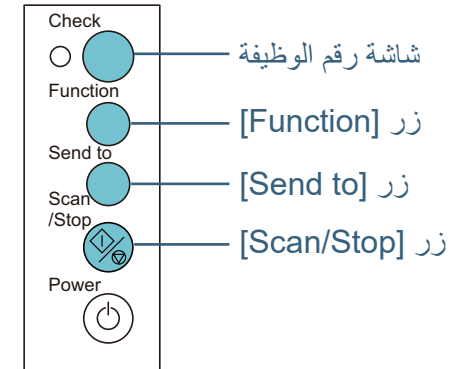 Check
شاشة رقم الوظيفة
Function
زر [Function]
Send to
زر [Send to]
Scan
/Stop
زر [Scan/Stop]
Power